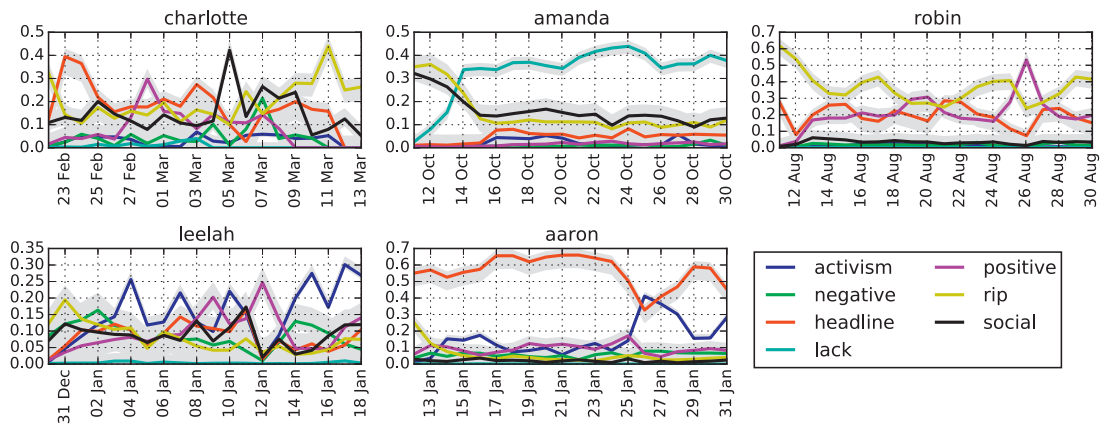 charlotte
0.5
0.4
0.3
0.2
0.1
0.0
23 Feb
25 Feb
27 Feb
01 Mar
03 Mar
05 Mar
07 Mar
09 Mar
11 Mar
13 Mar
amanda
0.5
0.4
0.3
0.2
0.1
0.0
12 Oct
14 Oct
16 Oct
18 Oct
20 Oct
22 Oct
24 Oct
26 Oct
28 Oct
30 Oct
robin
0.7
0.6
0.5
0.4
0.3
0.2
0.1
0.0
12 Aug
14 Aug
16 Aug
18 Aug
20 Aug
22 Aug
24 Aug
26 Aug
28 Aug
30 Aug
leelah
0.35
0.30
0.25
0.20
0.15
0.10
0.05
0.00
31 Dec
02 Jan
04 Jan
06 Jan
08 Jan
10 Jan
12 Jan
14 Jan
16 Jan
18 Jan
aaron
0.7
0.6
0.5
0.4
0.3
0.2
0.1
0.0
13 Jan
15 Jan
17 Jan
19 Jan
21 Jan
23 Jan
25 Jan
27 Jan
29 Jan
31 Jan
activism
negative
headline
lack
positive
rip
social